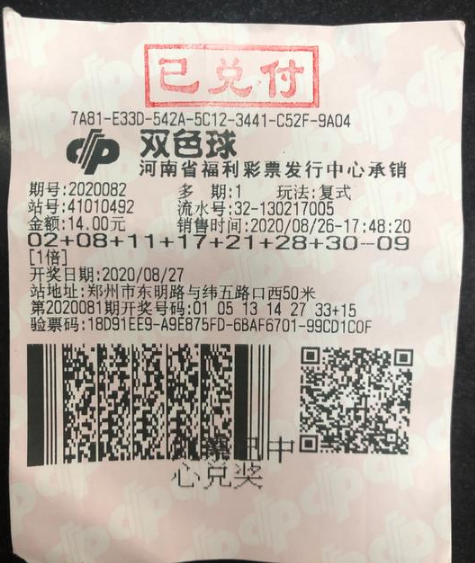 已兑付
7A81-E33D-542A-5C12-3441-C52F-9A04
双色球
河南省福利彩票发行中心承销
期号:2020082 多 期:1 玩法:复式
站号:41010492 流水号:32-130217005
金额:14.00元 销售时间:2020/08/26-17:48:20
02+08+11+17+21+28+30-09
[1倍]
开奖日期:2020/08/27
站地址:郑州市东明路与纬五路口西50米
第2020081期开奖号码:01 05 13 14 27 33+15
验票码:18D91EE9-A9E875FD-6BAF6701-99CD1C0F
中
心兑奖